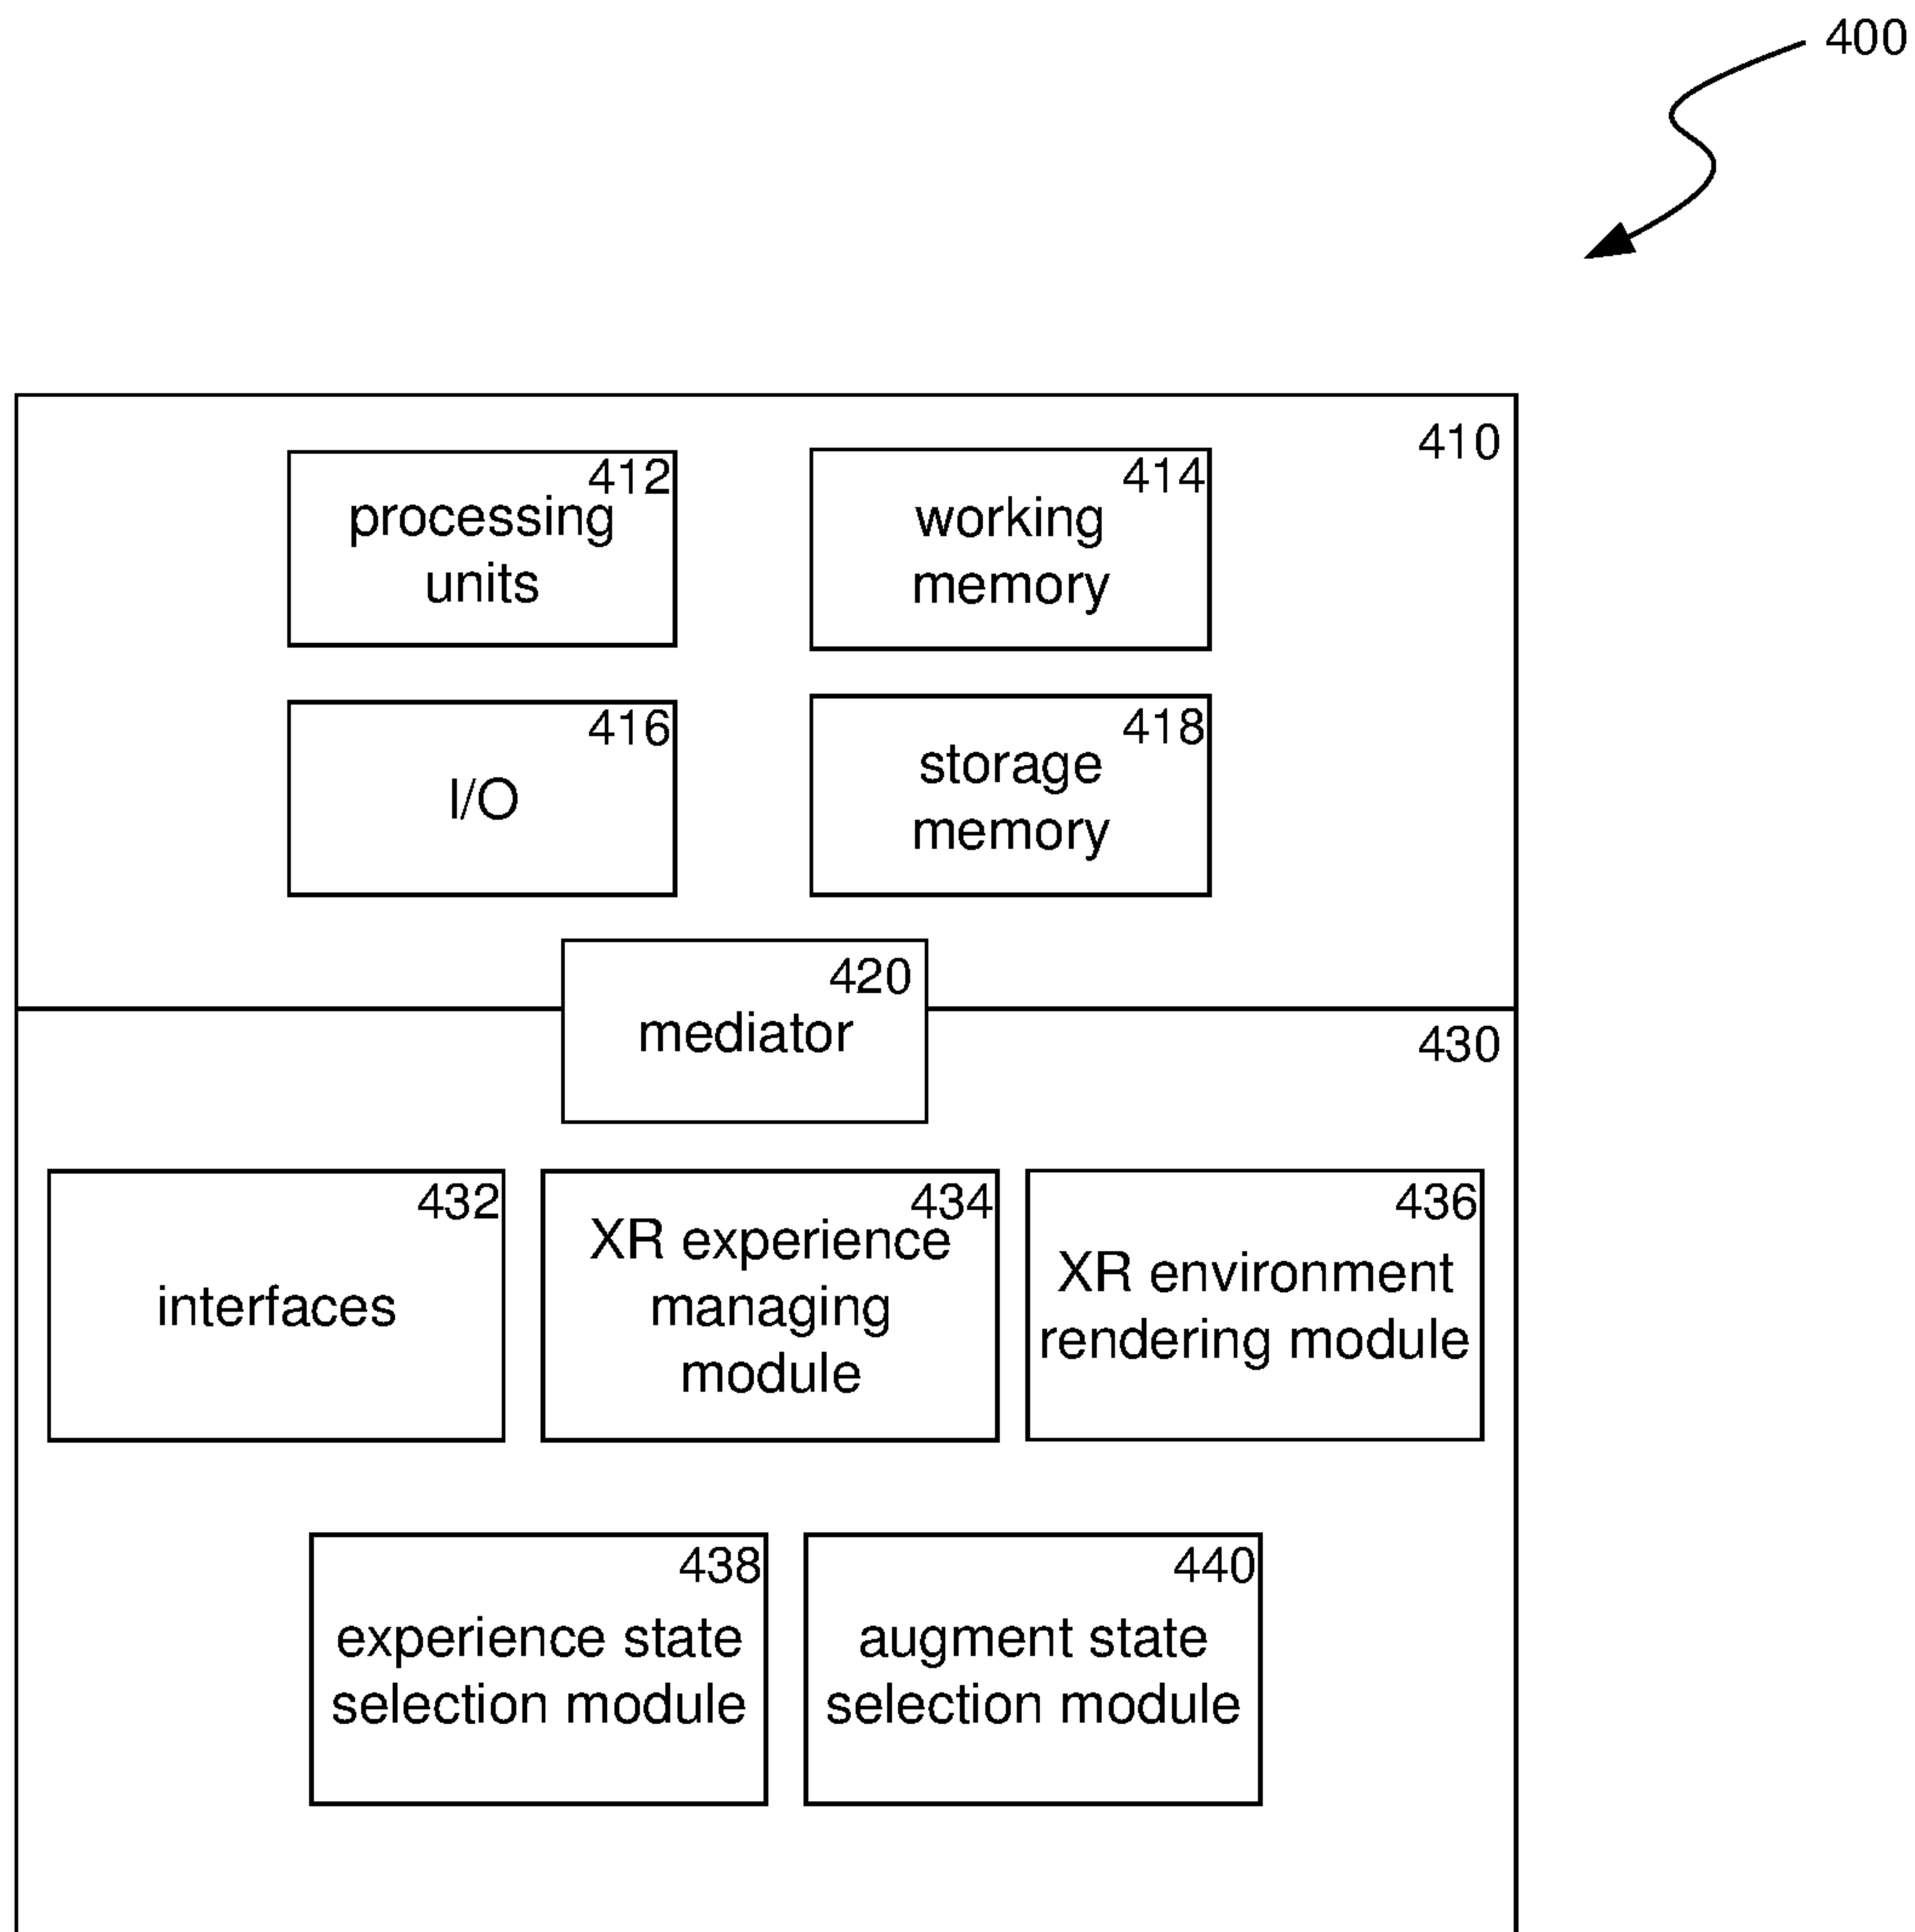 400
410
412
processing
units
414
working
memory
416
I/O
418
storage
memory
420
mediator
430
432
interfaces
434
XR experience
managing
module
436
XR environment
rendering module
438
experience state
selection module
440
augment state
selection module